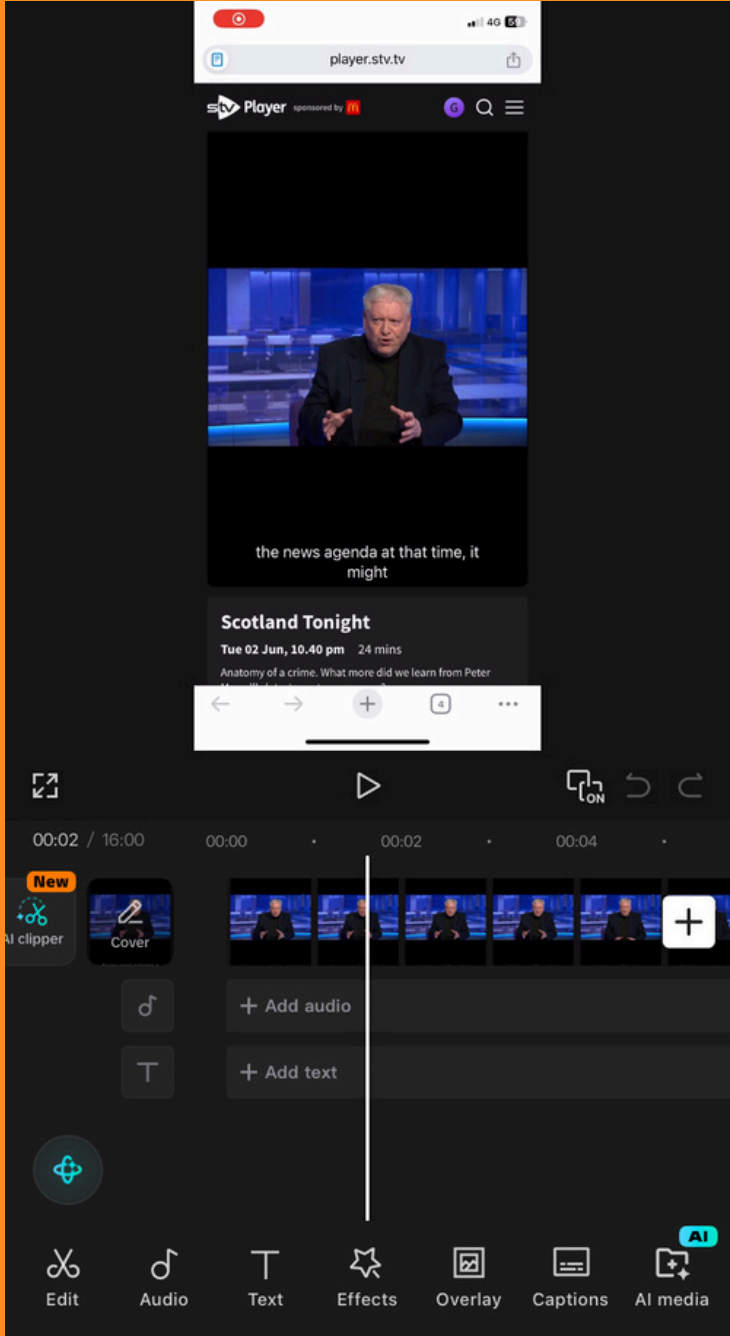 4G 59
player.stv.tv
stv Player sponsored by M
G
the news agenda at that time, it
might
Scotland Tonight
Tue 02 Jun, 10.40 pm 24 mins
Anatomy of a crime. What more did we learn from Peter
4
ON
00:02 / 16:00 00:00 00:02 00:04
New
AI clipper
Cover
+ Add audio
+ Add text
AI
Edit Audio Text Effects Overlay Captions AI media